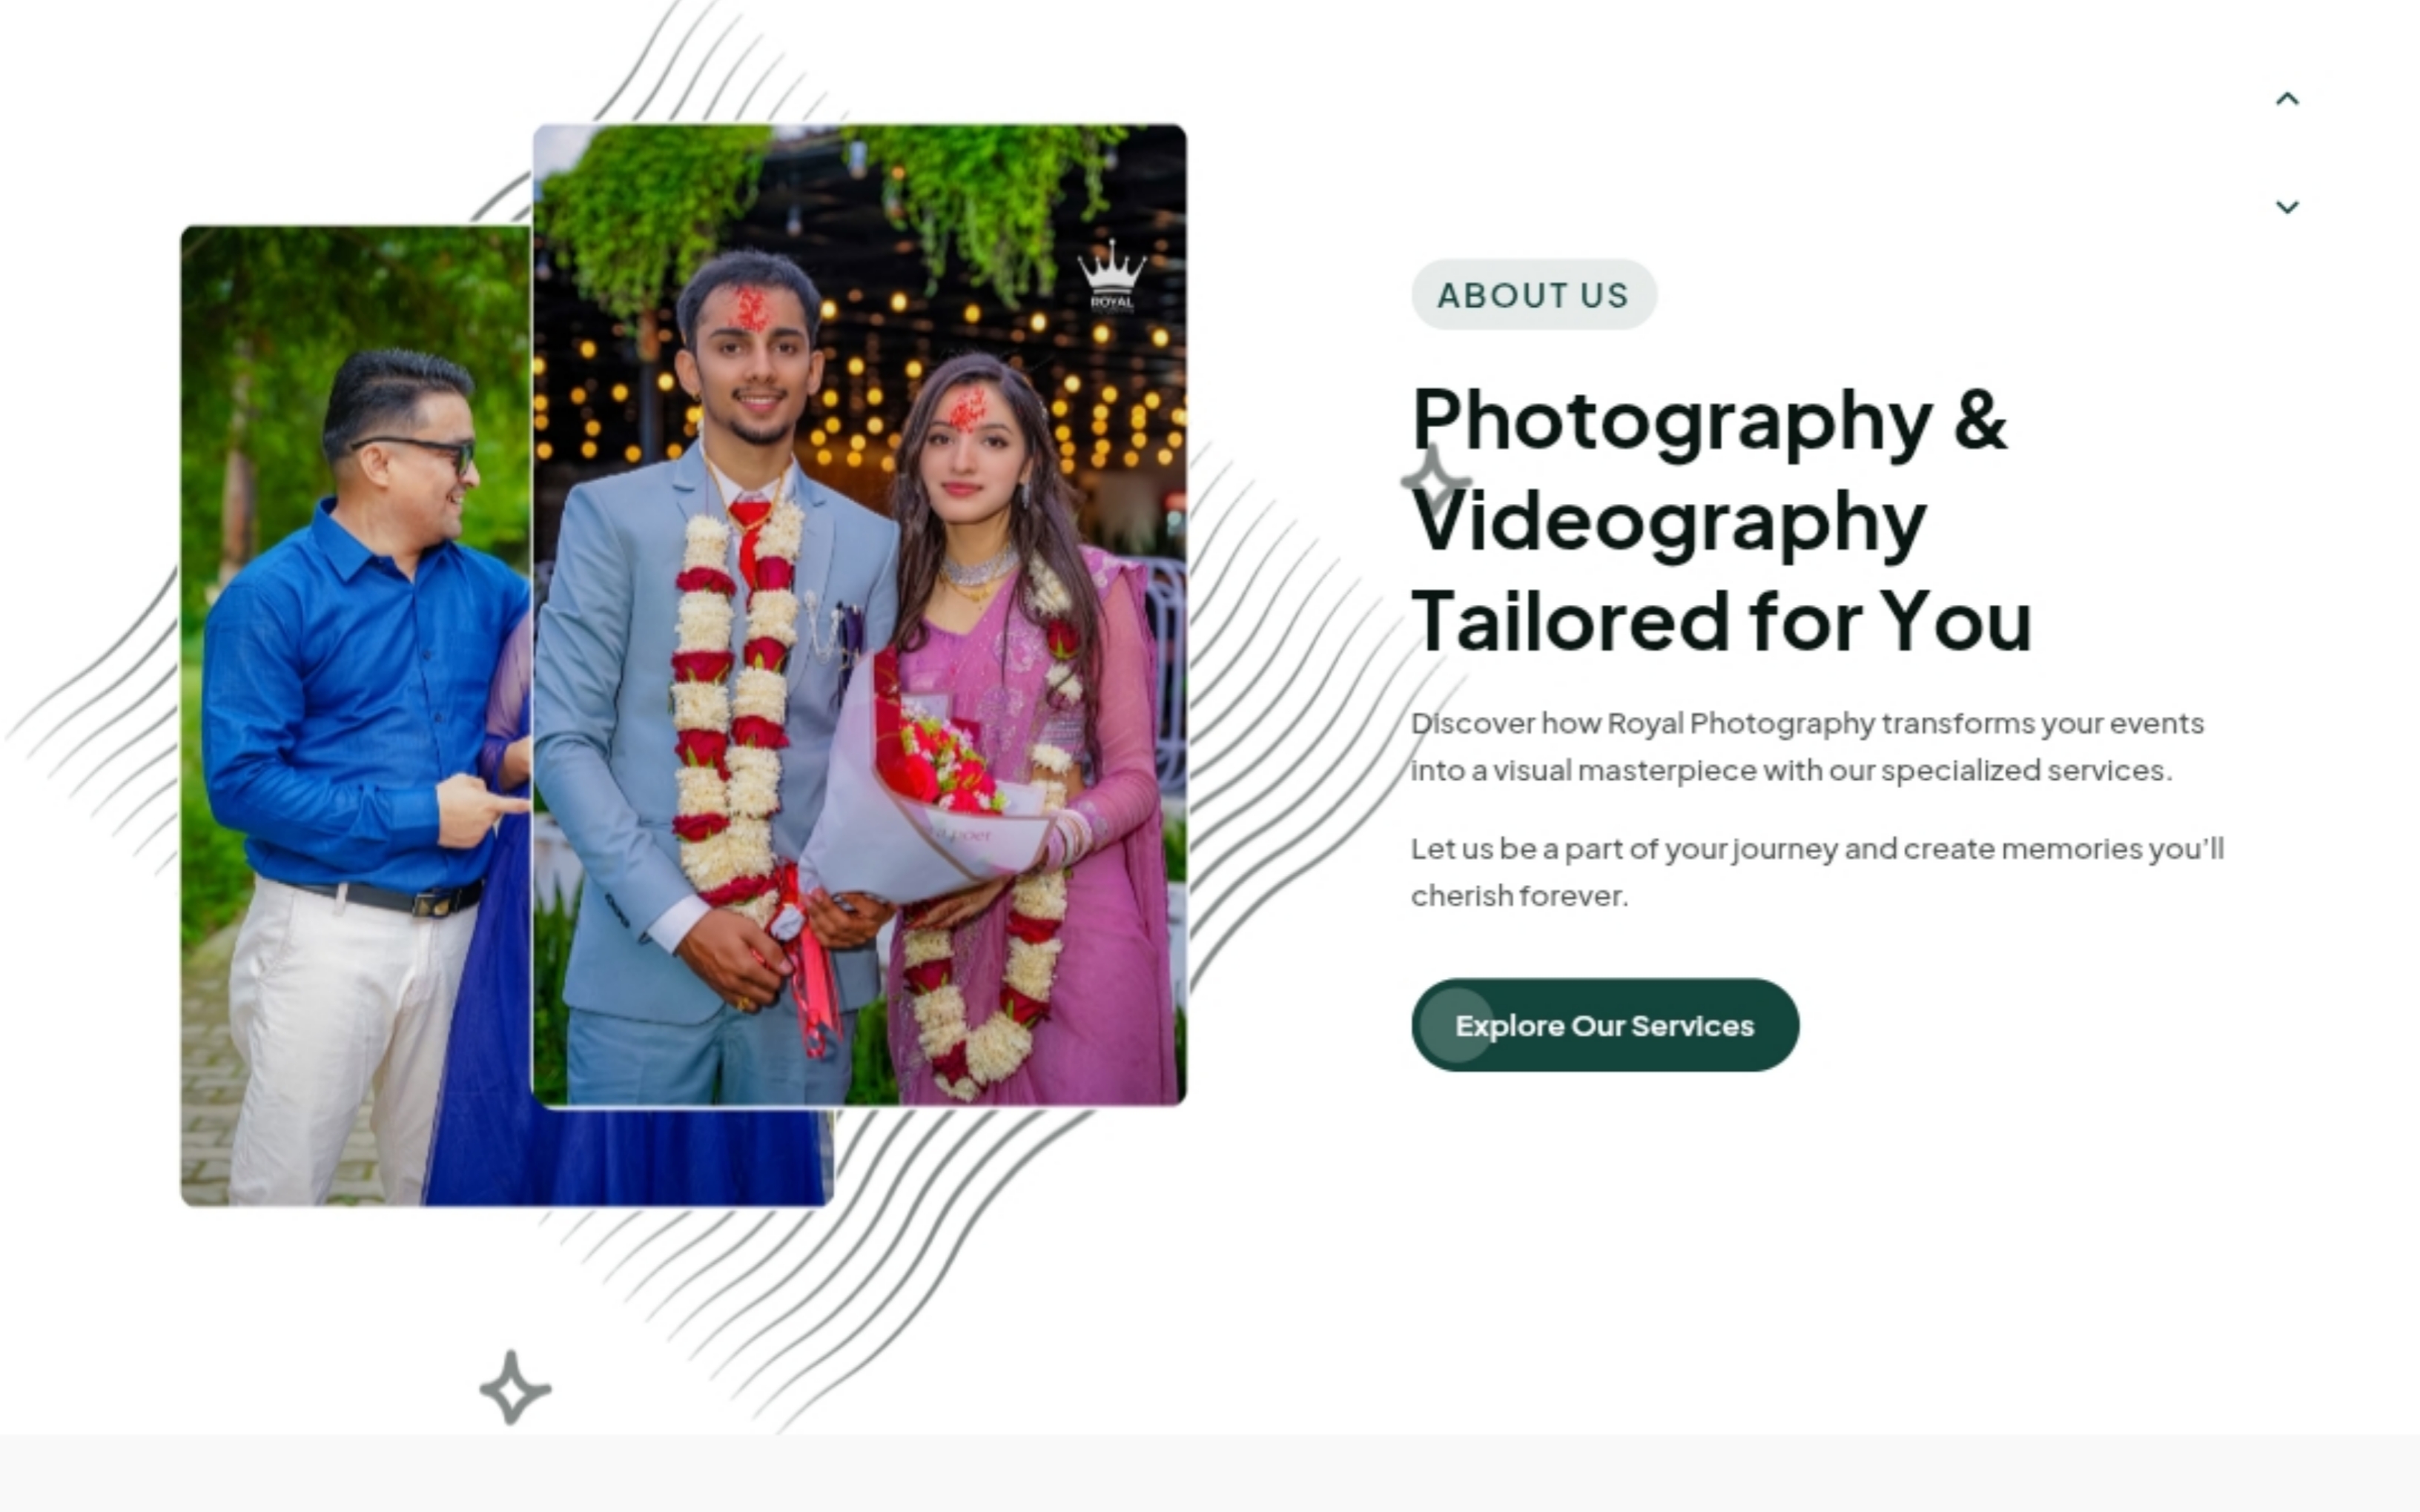 ROYAL
ABOUT US
Photography &
Videography
Tailored for You
Discover how Royal Photography transforms your events
into a visual masterpiece with our specialized services.
Let us be a part of your journey and create memories you'll
cherish forever.
Explore Our Services